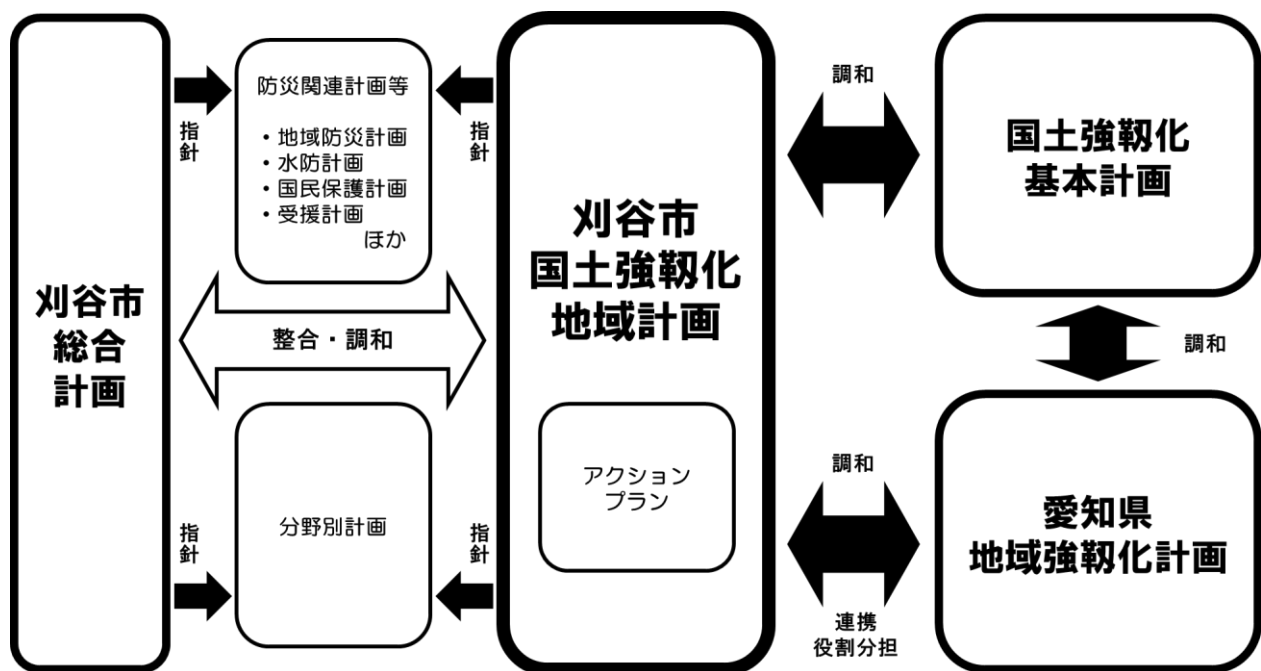 刈谷市
総合
計画
指針
防災関連計画等
・地域防災計画
・水防計画
・国民保護計画
・受援計画
ほか
指針
整合・調和
指針
分野別計画
指針
刈谷市
国土強靱化
地域計画
アクション
プラン
調和
国土強靱化
基本計画
調和
調和
連携
役割分担
愛知県
地域強靱化計画